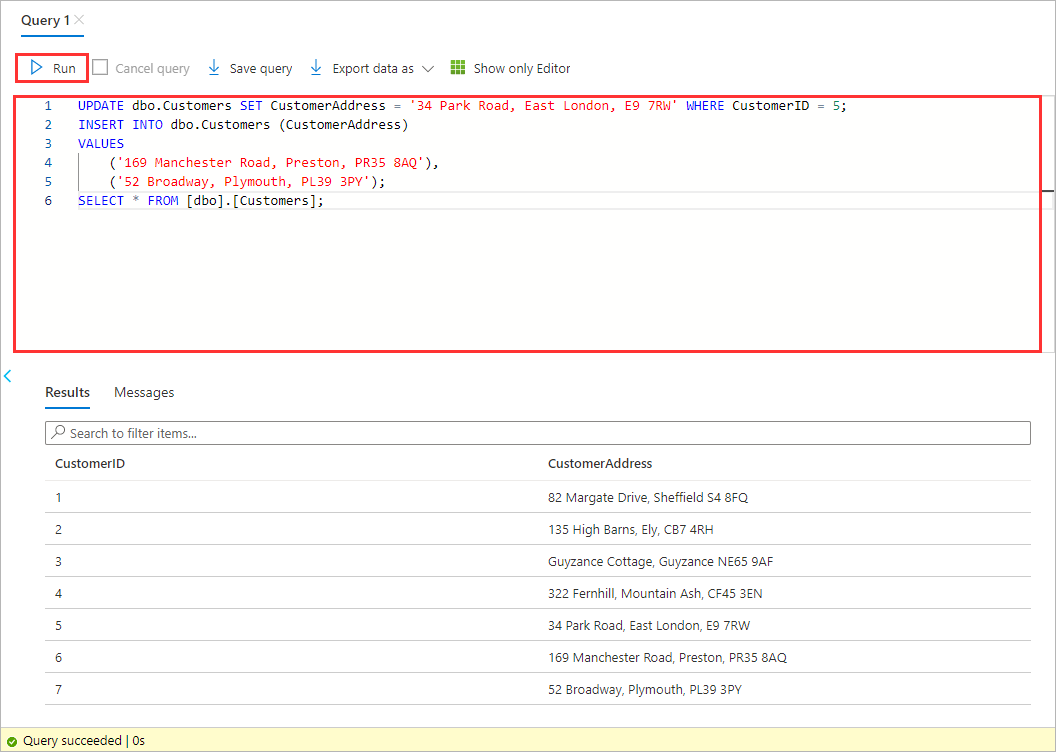 Query 1
Run Cancel query Save query Export data as Show only Editor
1 UPDATE dbo.Customers SET CustomerAddress = '34 Park Road, East London, E9 7RW' WHERE CustomerID = 5;
2 INSERT INTO dbo.Customers (CustomerAddress)
3 VALUES
4 ('169 Manchester Road, Preston, PR35 8AQ'),
5 ('52 Broadway, Plymouth, PL39 3PY');
6 SELECT * FROM [dbo].[Customers];
Results Messages
Search to filter items...
CustomerID CustomerAddress
1 82 Margate Drive, Sheffield S4 8FQ
2 135 High Barns, Ely, CB7 4RH
3 Guyzance Cottage, Guyzance NE65 9AF
4 322 Fernhill, Mountain Ash, CF45 3EN
5 34 Park Road, East London, E9 7RW
6 169 Manchester Road, Preston, PR35 8AQ
7 52 Broadway, Plymouth, PL39 3PY
Query succeeded | 0s